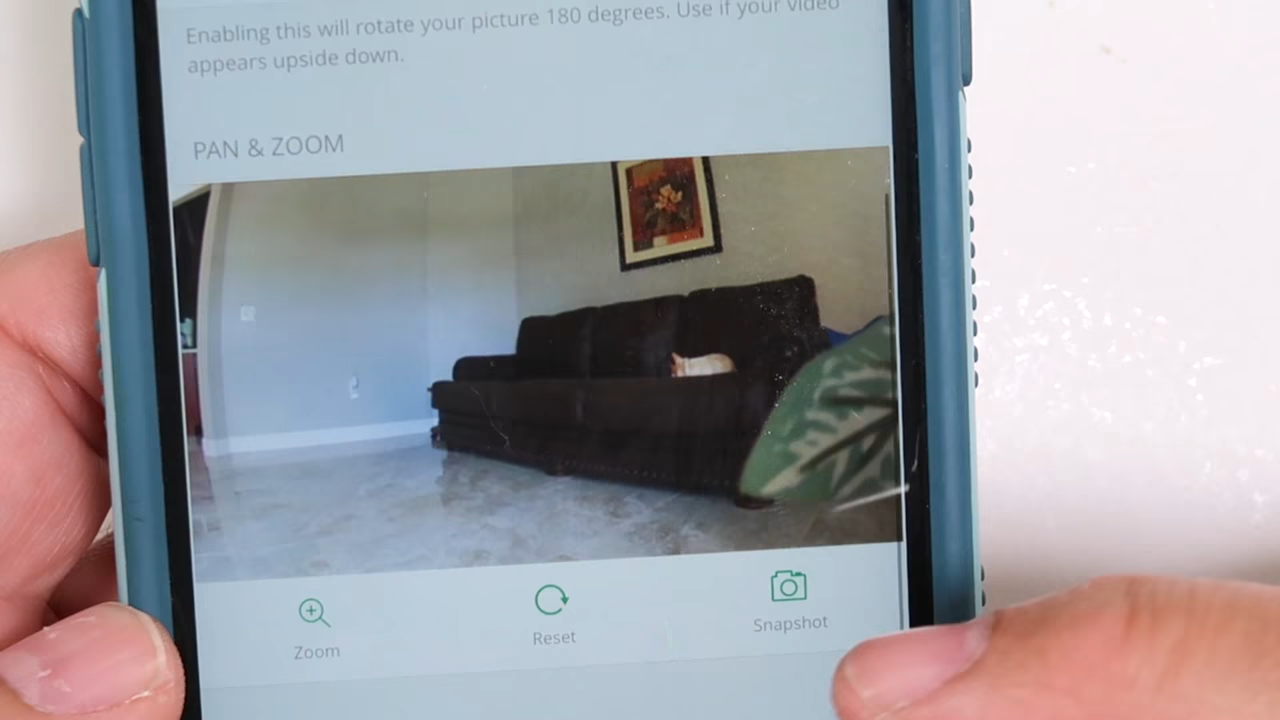 Enabling this will rotate your picture 180 degrees. Use if your video
appears upside down.
PAN & ZOOM
Zoom
Reset
Snapshot